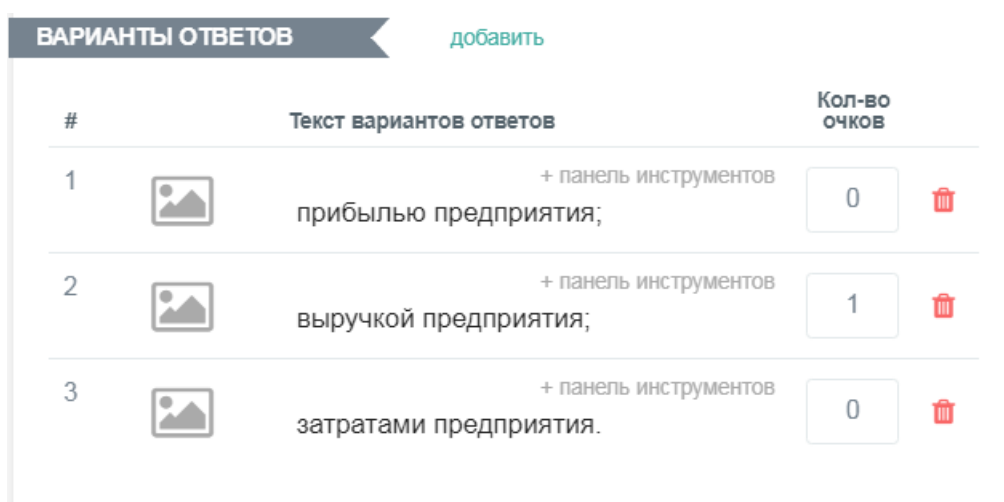 ВАРИАНТЫ ОТВЕТОВ добавить
# Текст вариантов ответов Кол-во очков
1 + панель инструментов
прибылью предприятия; 0
2 + панель инструментов
выручкой предприятия; 1
3 + панель инструментов
затратами предприятия. 0